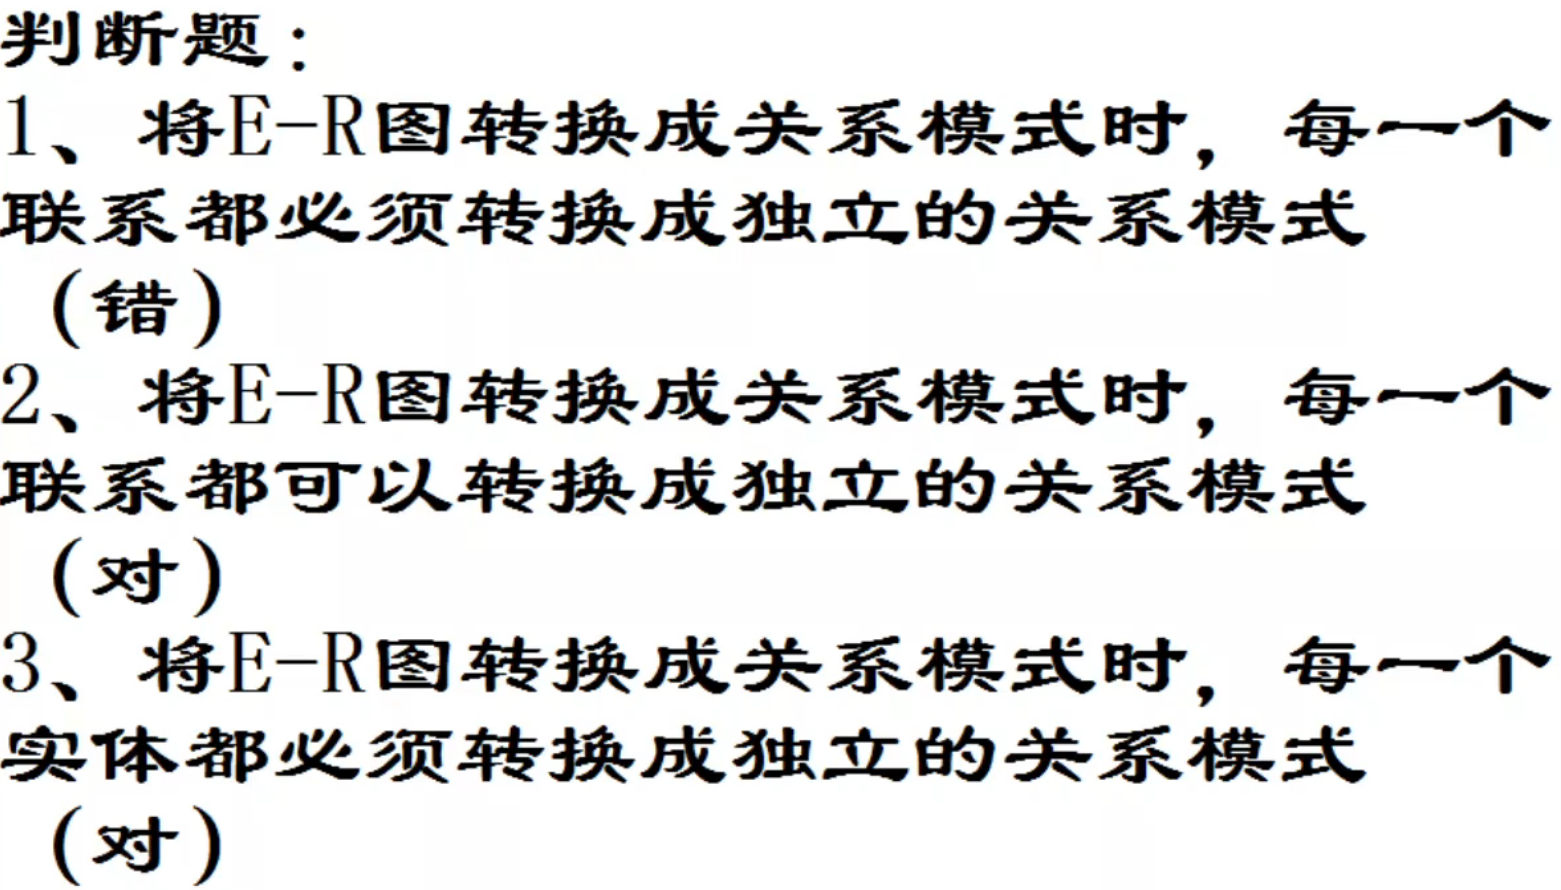 判断题：
1、将E-R图转换成关系模式时，每一个
联系都必须转换成独立的关系模式
（错）
2、将E-R图转换成关系模式时，每一个
联系都可以转换成独立的关系模式
（对）
3、将E-R图转换成关系模式时，每一个
实体都必须转换成独立的关系模式
（对）